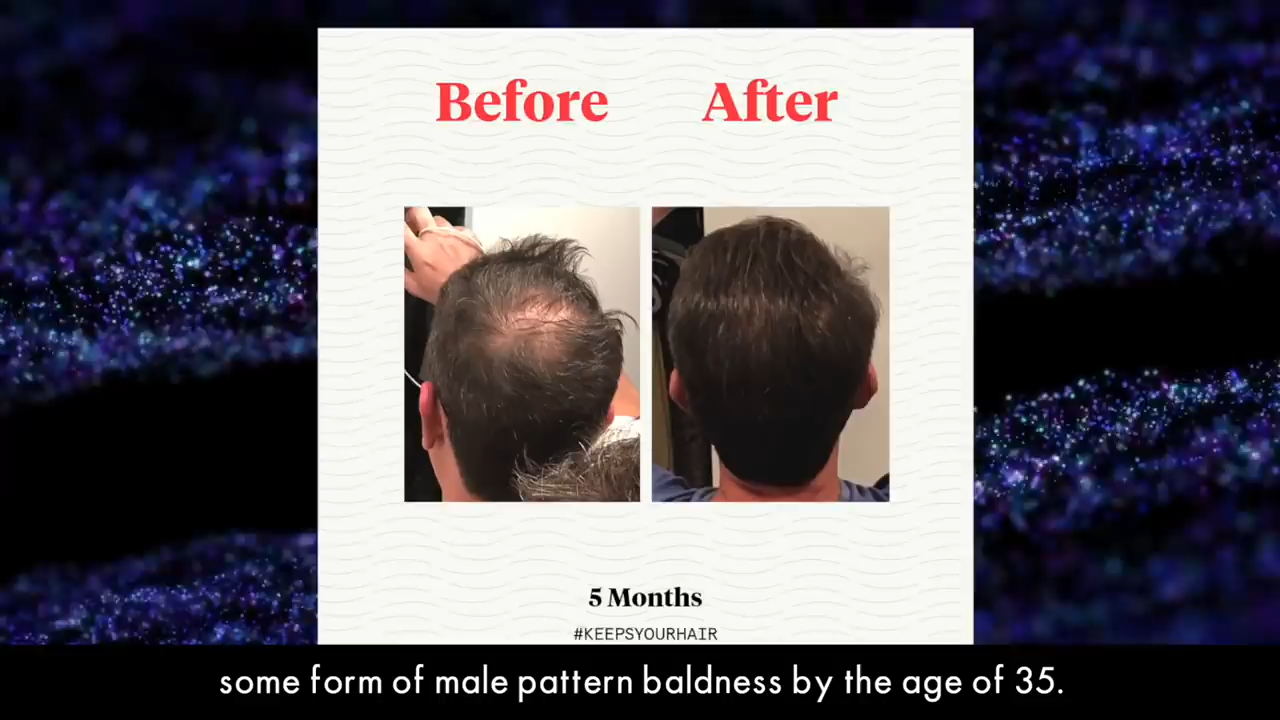 Before After
5 Months
#KEEPSYOURHAIR
some form of male pattern baldness by the age of 35.